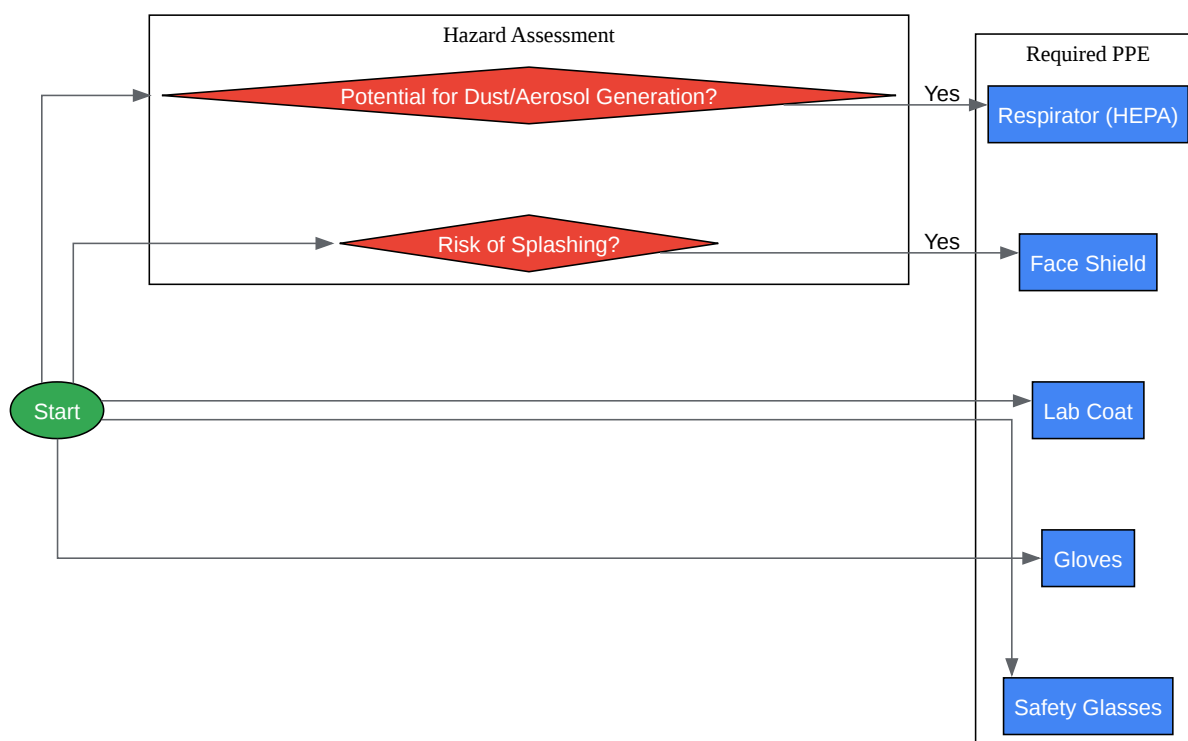 Hazard Assessment
Required PPE
Potential for Dust/Aerosol Generation?
Yes
Respirator (HEPA)
Risk of Splashing?
Yes
Face Shield
Start
Lab Coat
Gloves
Safety Glasses